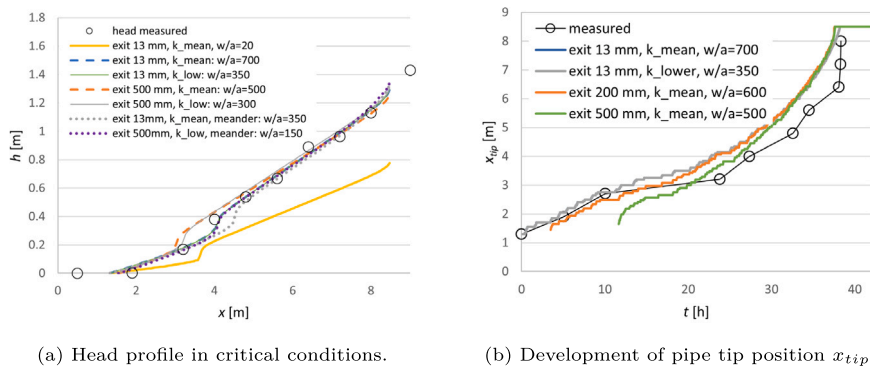 1.8
1.6
1.4
1.2
1.0
0.8
0.6
0.4
0.2
0
h [m]
head measured
exit 13 mm, k_mean, w/a=20
exit 13 mm, k_mean: w/a=700
exit 13 mm, k_low: w/a=350
exit 500 mm, k_mean: w/a=500
exit 500 mm, k_low: w/a=300
exit 13mm, k_mean, meander: w/a=350
exit 500mm, k_low, meander: w/a=150
0 2 4 6 8
x [m]
(a) Head profile in critical conditions.
9
8
7
6
5
4
3
2
1
0
x_tip [m]
measured
exit 13 mm, k_mean, w/a=700
exit 13 mm, k_lower, w/a=350
exit 200 mm, k_mean, w/a=600
exit 500 mm, k_mean, w/a=500
0 10 20 30 40
t [h]
(b) Development of pipe tip position x_tip